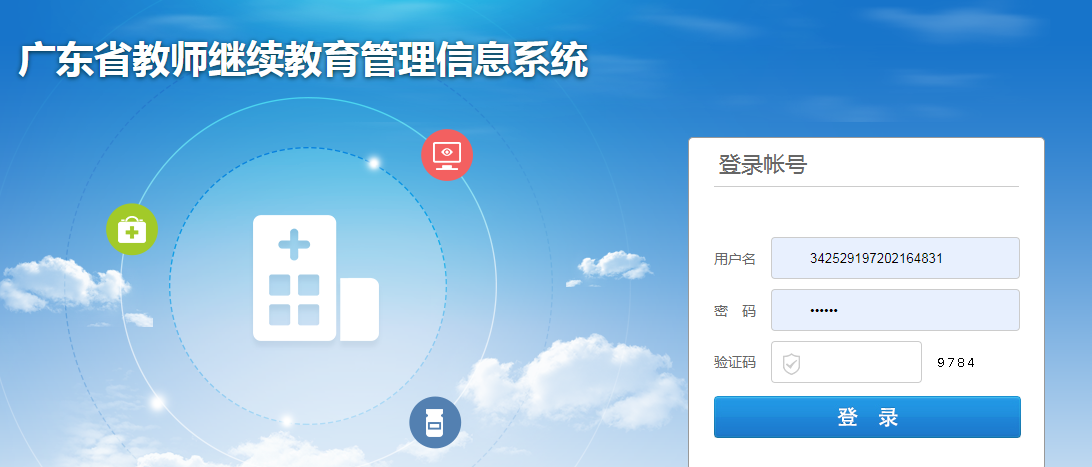 广东省教师继续教育管理信息系统
登录帐号
用户名 342529197202164831
密 码 ••••••
验证码 9784
登 录